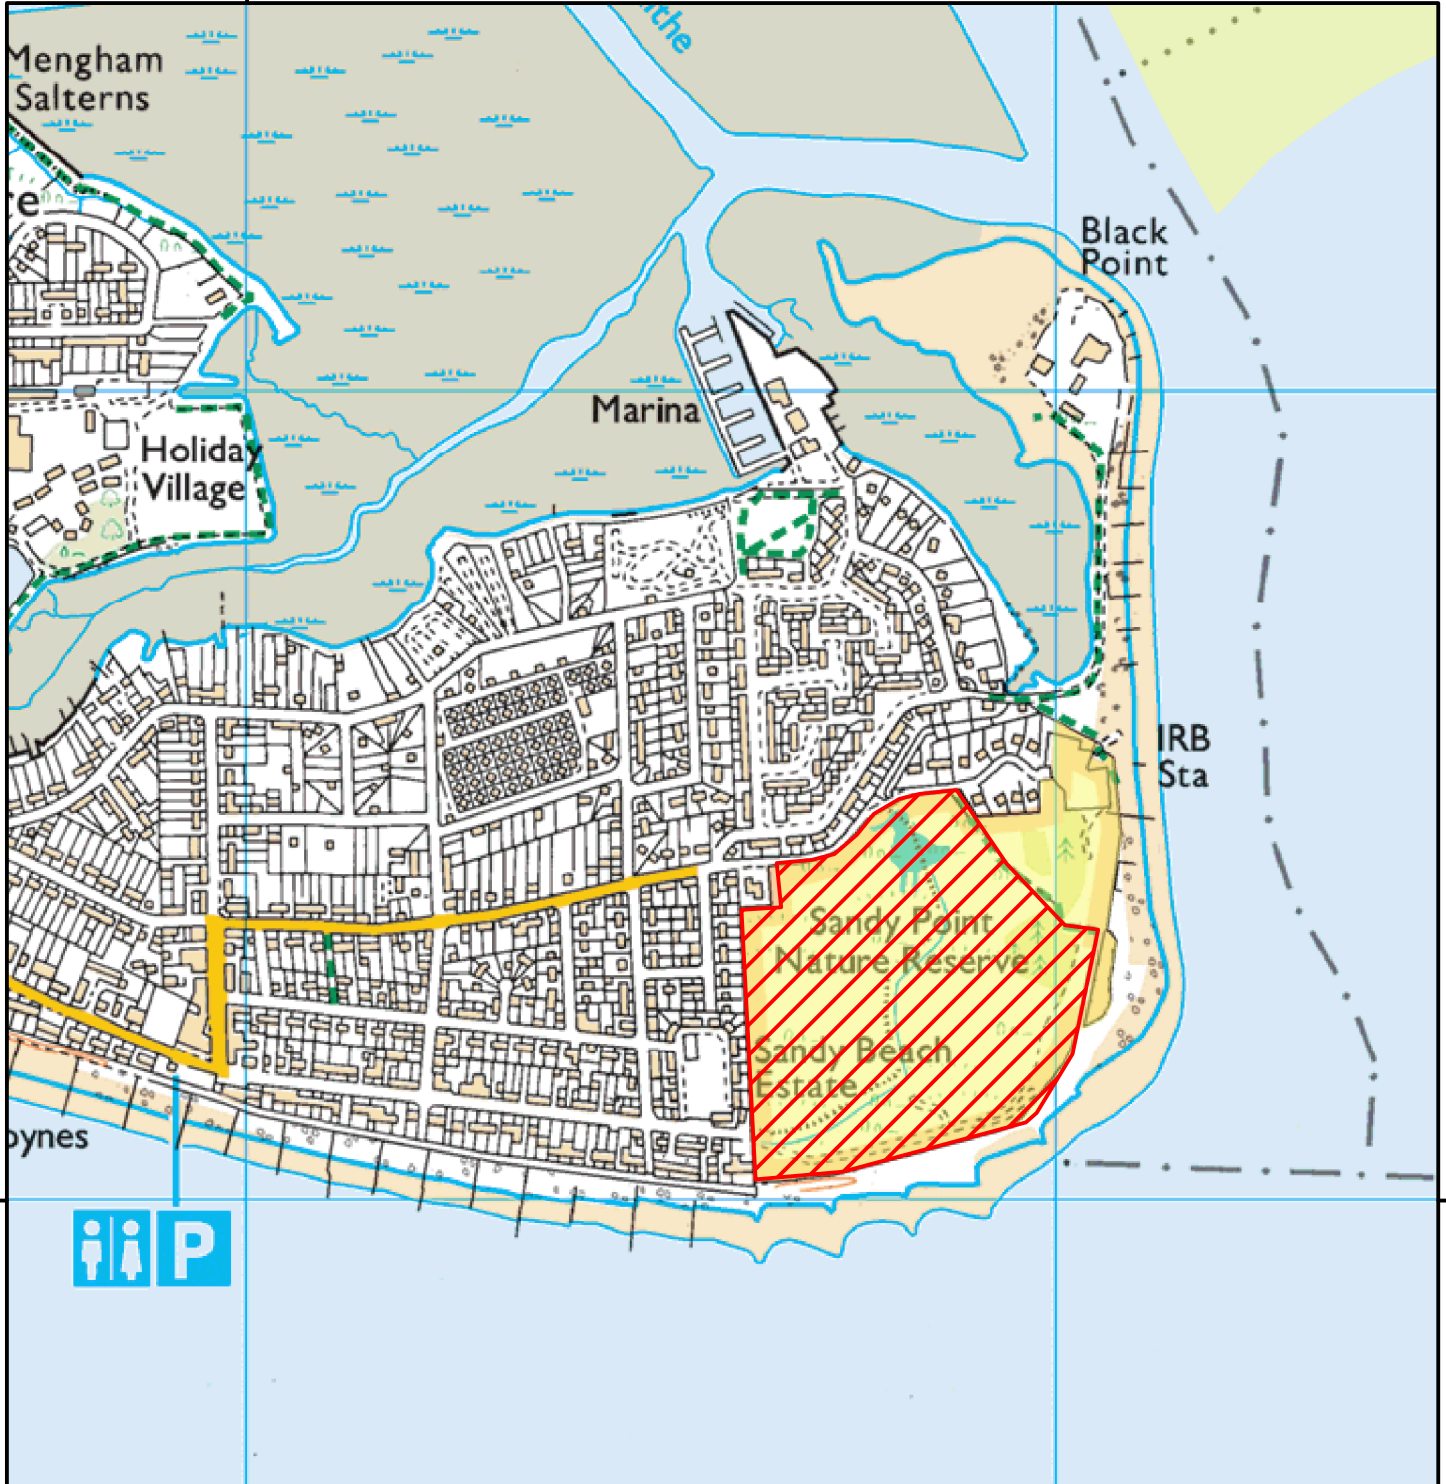 Mengham
Salterns
Black
Point
Marina
Holiday
Village
IRB
Sta
Sandy Point
Nature Reserve
Sandy Beach
Estate
P